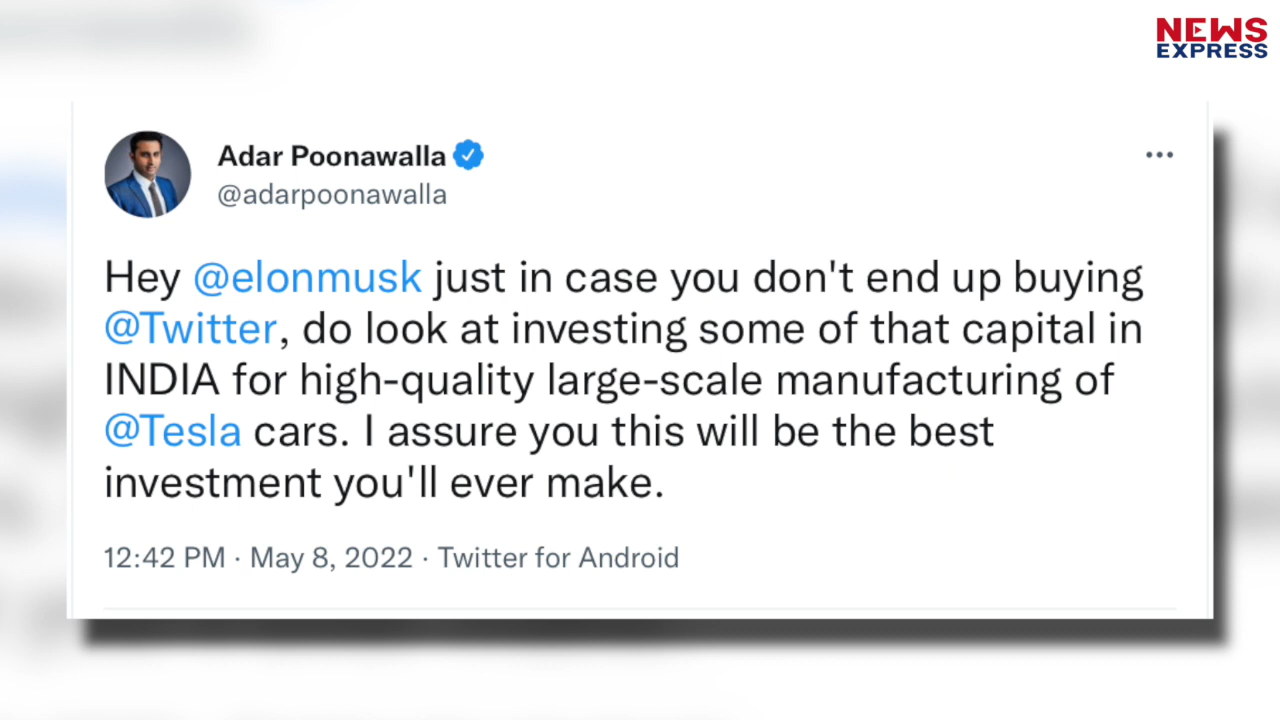 NEWS
EXPRESS
Adar Poonawalla
@adarpoonawalla
Hey @elonmusk just in case you don't end up buying
@Twitter, do look at investing some of that capital in
INDIA for high-quality large-scale manufacturing of
@Tesla cars. I assure you this will be the best
investment you'll ever make.
12:42 PM · May 8, 2022 · Twitter for Android